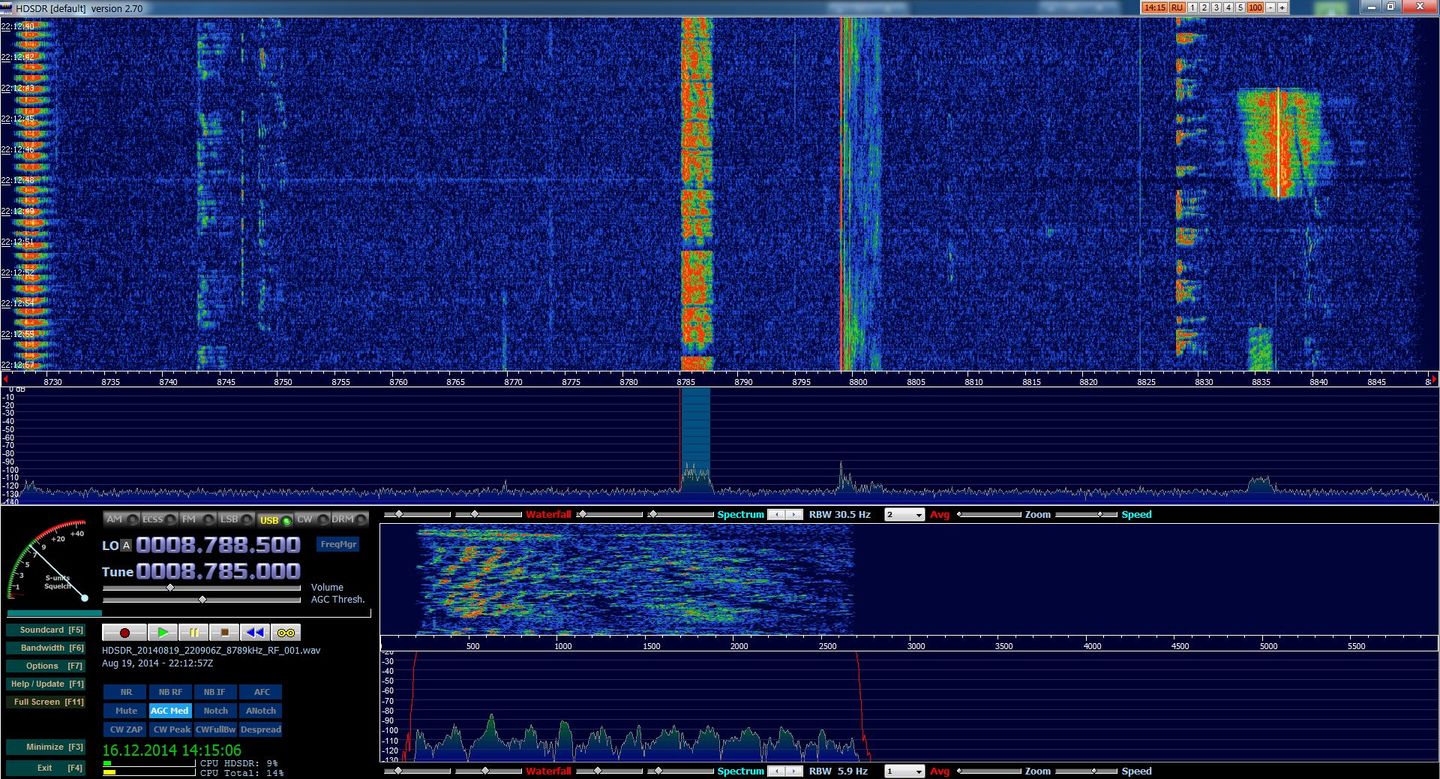 HDSDR [default] version 2.70
14:15 RU 1 2 3 4 5 100 - +
22:12:40
22:12:42
22:12:43
22:12:45
22:12:46
22:12:48
22:12:49
22:12:51
22:12:52
22:12:54
22:12:55
22:12:57
8730 8735 8740 8745 8750 8755 8760 8765 8770 8775 8780 8785 8790 8795 8800 8805 8810 8815 8820 8825 8830 8835 8840 8845
0 dB
-10
-20
-30
-40
-50
-60
-70
-80
-90
-100
-110
-120
-130
-140
Waterfall Spectrum RBW 30.5 Hz 2 Avg Zoom Speed
AM ECSS FM LSB USB CW DRM
1 3 5 7 9 +20 +40
S-units
Squelch
LO A 0008.788.500 FreqMgr
Tune 0008.785.000
Volume
AGC Thresh.
Soundcard [F5]
Bandwidth [F6]
Options [F7]
Help / Update [F1]
Full Screen [F11]
Minimize [F3]
Exit [F4]
HDSDR_20140819_220906Z_8789kHz_RF_001.wav
Aug 19, 2014 - 22:12:57Z
NR NB RF NB IF AFC
Mute AGC Med Notch ANotch
CW ZAP CW Peak CWFullBw Despread
16.12.2014 14:15:06
CPU HDSDR: 9%
CPU Total: 14%
500 1000 1500 2000 2500 3000 3500 4000 4500 5000 5500
-20
-30
-40
-50
-60
-70
-80
-90
-100
-110
-120
-130
Waterfall Spectrum RBW 5.9 Hz 1 Avg Zoom Speed